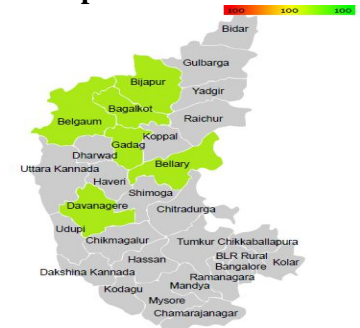 100 100 100
Bidar
Gulbarga
Bijapur
Yadgir
Bagalkot
Raichur
Belgaum
Koppal
Gadag
Dharwad
Bellary
Uttara Kannada
Haveri
Shimoga
Davanagere
Chitradurga
Udupi
Chikmagalur
Tumkur Chikkaballapura
Hassan
BLR Rural
Kolar
Bangalore
Dakshina Kannada
Ramanagara
Mandya
Kodagu
Mysore
Chamarajanagar